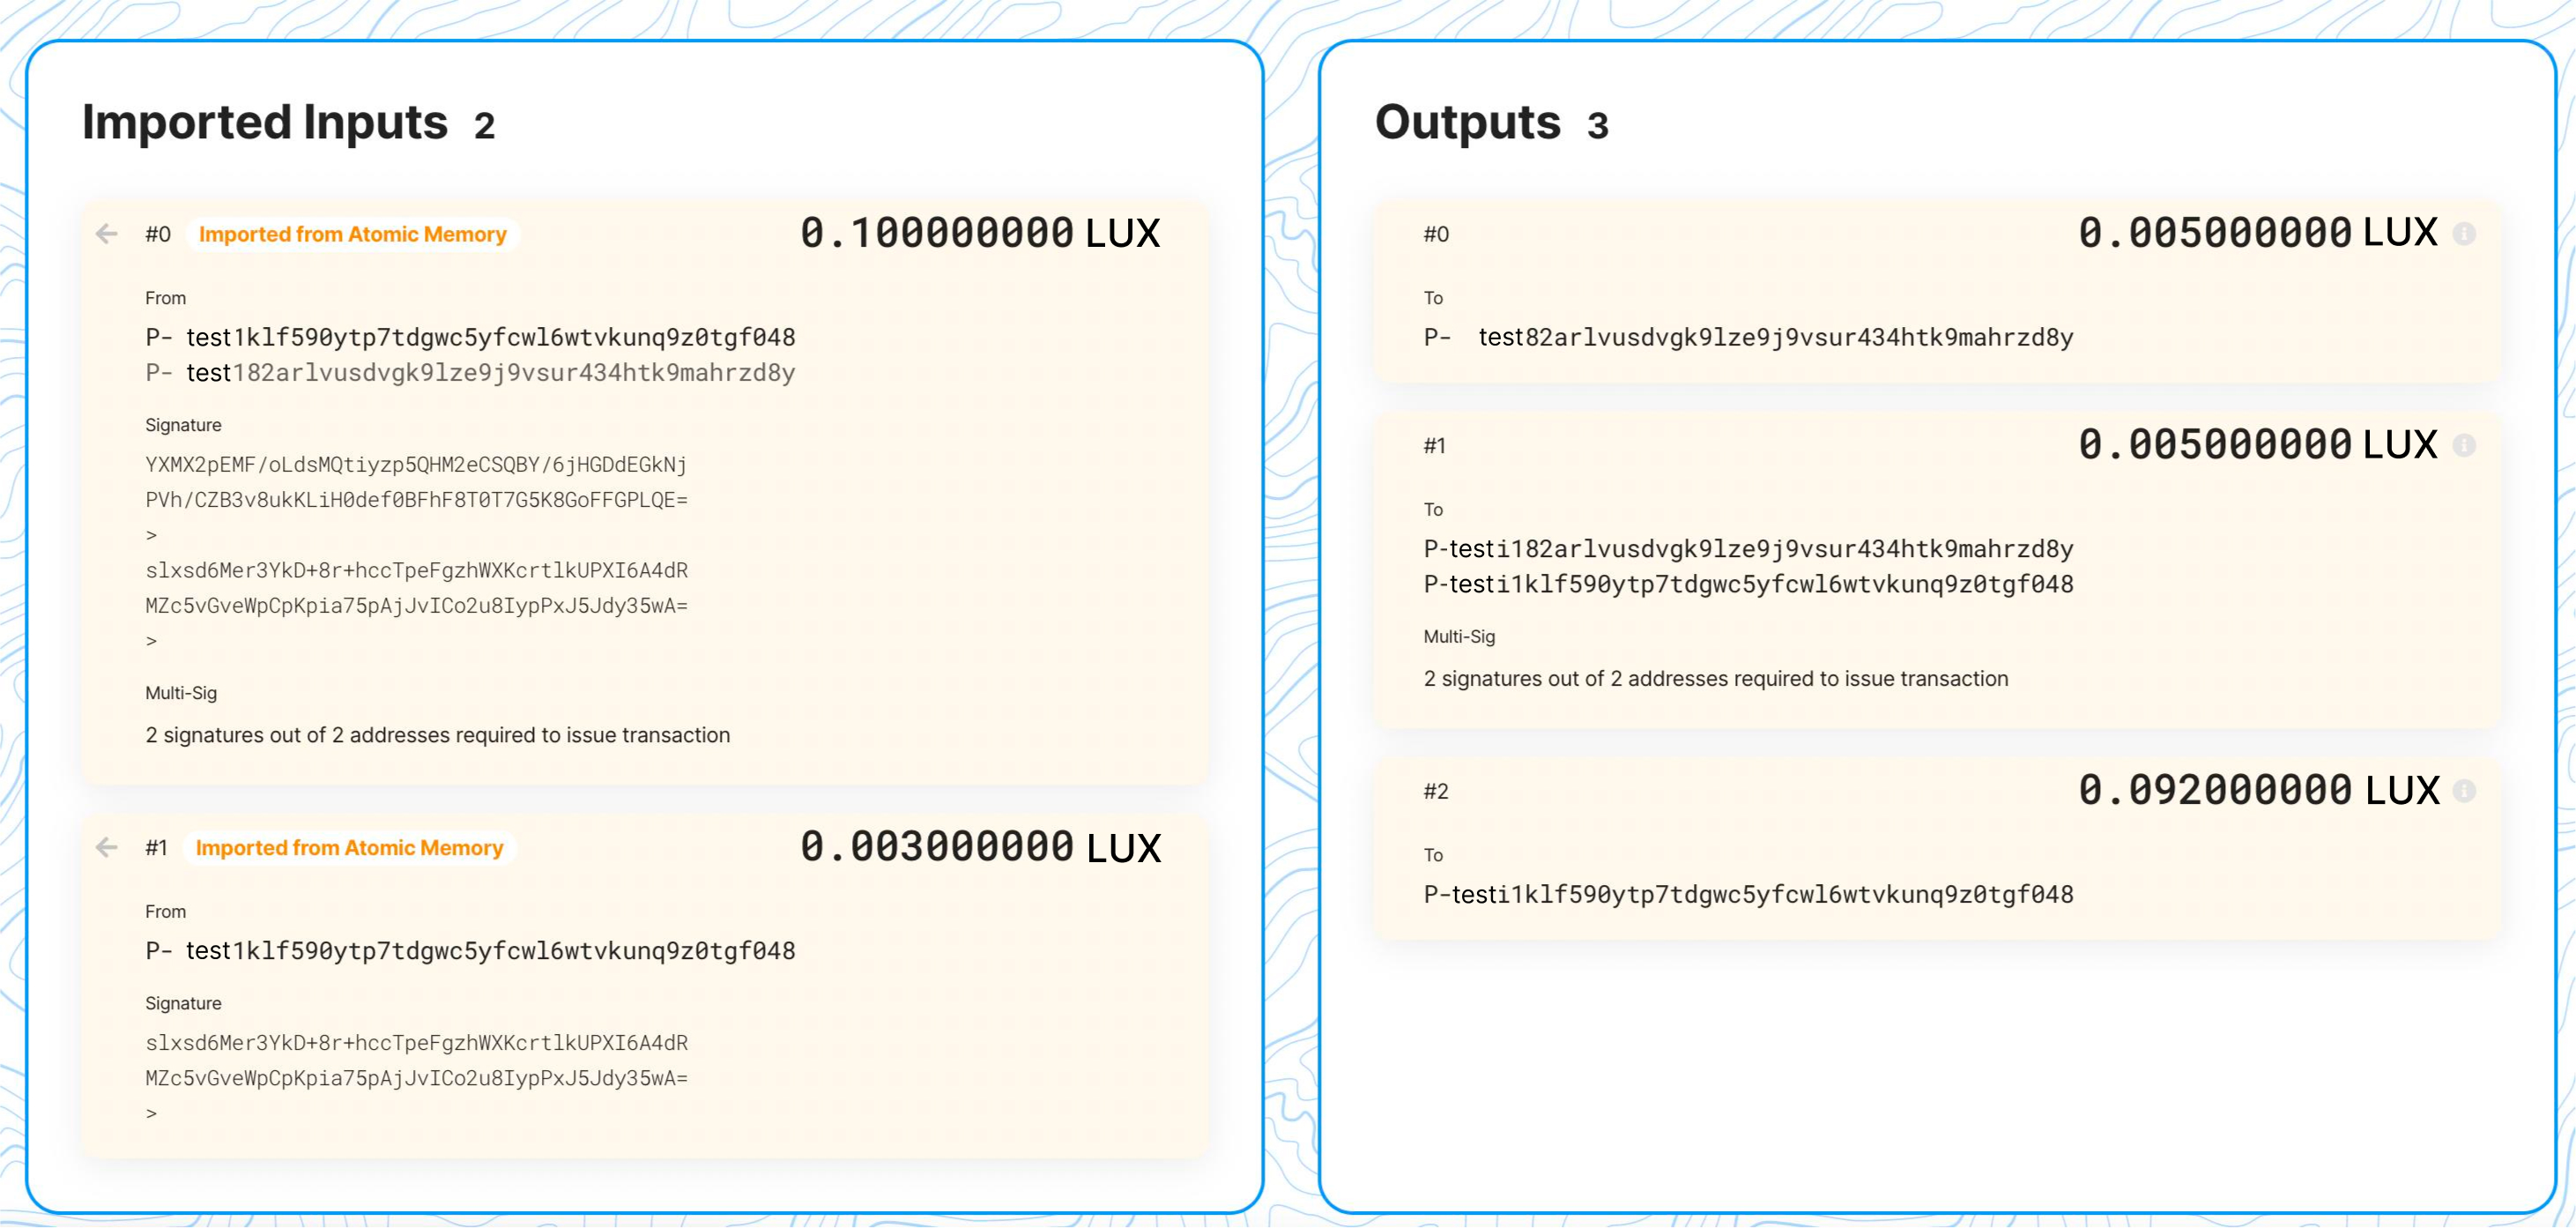 Imported Inputs 2
#0 Imported from Atomic Memory 0.100000000 LUX
From
P- test1klf590ytp7tdgwc5yfcwl6wtvkunq9z0tgf048
P- test182arlvusdvgk9lze9j9vsur434htk9mahrzd8y
Signature
YXMX2pEMF/oLdsMQtiyzp5QHM2eCSQBY/6jHGDdEGkNj
PVh/CZB3v8ukKLiH0def0BFhF8T0T7G5K8GoFFGPLQE=
>
slxsd6Mer3YkD+8r+hccTpeFgzhWXKcrtlkUPXI6A4dR
MZc5vGveWpCpKpia75pAjJvICo2u8IypPxJ5Jdy35wA=
>
Multi-Sig
2 signatures out of 2 addresses required to issue transaction
#1 Imported from Atomic Memory 0.003000000 LUX
From
P- test1klf590ytp7tdgwc5yfcwl6wtvkunq9z0tgf048
Signature
slxsd6Mer3YkD+8r+hccTpeFgzhWXKcrtlkUPXI6A4dR
MZc5vGveWpCpKpia75pAjJvICo2u8IypPxJ5Jdy35wA=
>
Outputs 3
#0 0.005000000 LUX
To
P- test82arlvusdvgk9lze9j9vsur434htk9mahrzd8y
#1 0.005000000 LUX
To
P-testi182arlvusdvgk9lze9j9vsur434htk9mahrzd8y
P-testi1klf590ytp7tdgwc5yfcwl6wtvkunq9z0tgf048
Multi-Sig
2 signatures out of 2 addresses required to issue transaction
#2 0.092000000 LUX
To
P-testi1klf590ytp7tdgwc5yfcwl6wtvkunq9z0tgf048